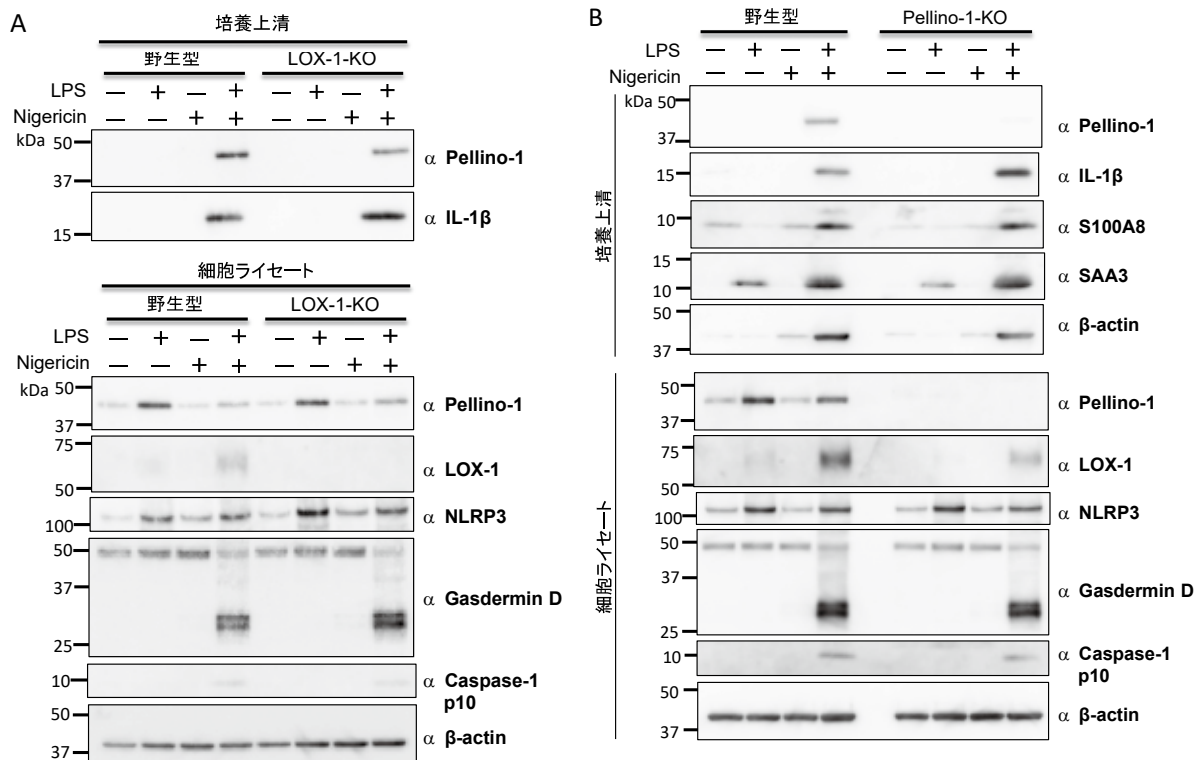 A
培養上清
野生型 LOX-1-KO
LPS — + — + — + — +
Nigericin — — + + — — + +
kDa 50
37
α Pellino-1
15
α IL-1β
細胞ライセート
野生型 LOX-1-KO
LPS — + — + — + — +
Nigericin — — + + — — + +
kDa 50
37
α Pellino-1
75
50
α LOX-1
100
α NLRP3
50
37
25
α Gasdermin D
10
α Caspase-1
p10
50
37
α β-actin
B
野生型 Pellino-1-KO
LPS — + — + — + — +
Nigericin — — + + — — + +
培養上清
kDa 50
37
α Pellino-1
15
α IL-1β
10
α S100A8
15
10
α SAA3
50
37
α β-actin
細胞ライセート
50
37
α Pellino-1
75
50
α LOX-1
100
α NLRP3
50
37
25
α Gasdermin D
10
α Caspase-1
p10
50
37
α β-actin